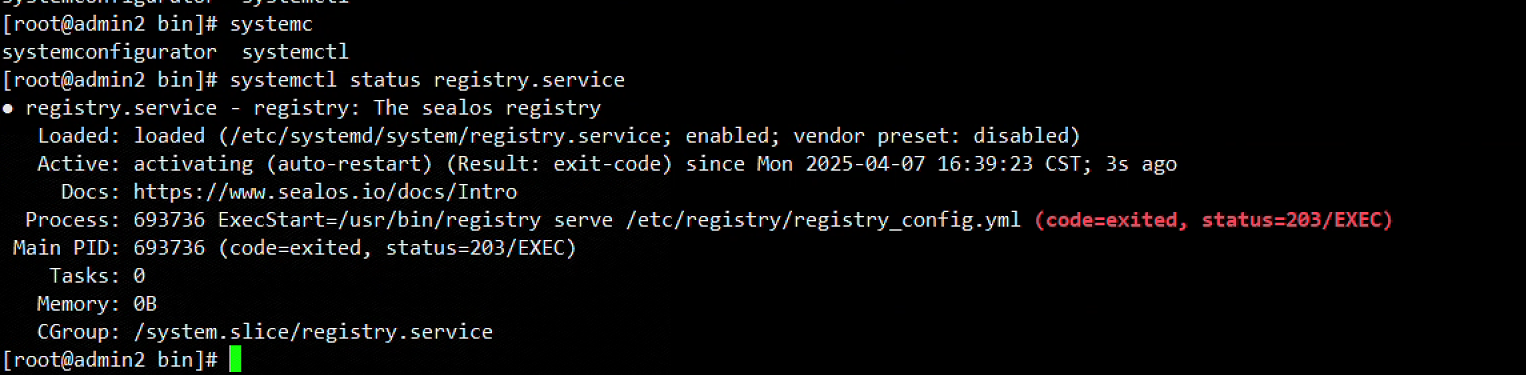 systemconfigurator  systemctl
[root@admin2 bin]# systemc
systemconfigurator  systemctl
[root@admin2 bin]# systemctl status registry.service
● registry.service - registry: The sealos registry
   Loaded: loaded (/etc/systemd/system/registry.service; enabled; vendor preset: disabled)
   Active: activating (auto-restart) (Result: exit-code) since Mon 2025-04-07 16:39:23 CST; 3s ago
     Docs: https://www.sealos.io/docs/Intro
  Process: 693736 ExecStart=/usr/bin/registry serve /etc/registry/registry_config.yml (code=exited, status=203/EXEC)
 Main PID: 693736 (code=exited, status=203/EXEC)
    Tasks: 0
   Memory: 0B
   CGroup: /system.slice/registry.service
[root@admin2 bin]#